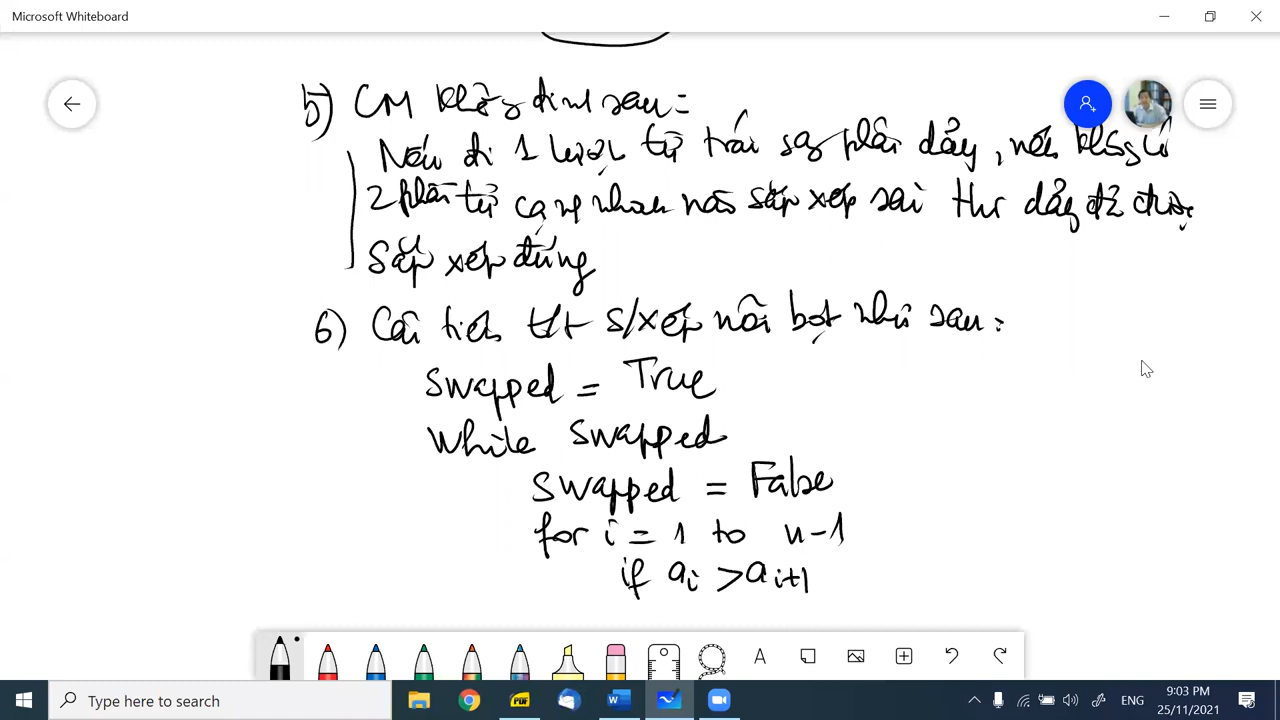 Microsoft Whiteboard
5) CM khẳng định sau:
Nếu đi 1 lượt từ trái sang phải dãy, nếu không có
2 phần tử cạnh nhau nào sắp xếp sai thì dãy đã được
sắp xếp đúng
6) Cải tiến t/t s/xếp nổi bọt như sau:
swapped = True
While swapped
swapped = False
for i = 1 to n-1
if ai > ai+1
Type here to search
PDF
ENG
9:03 PM
25/11/2021